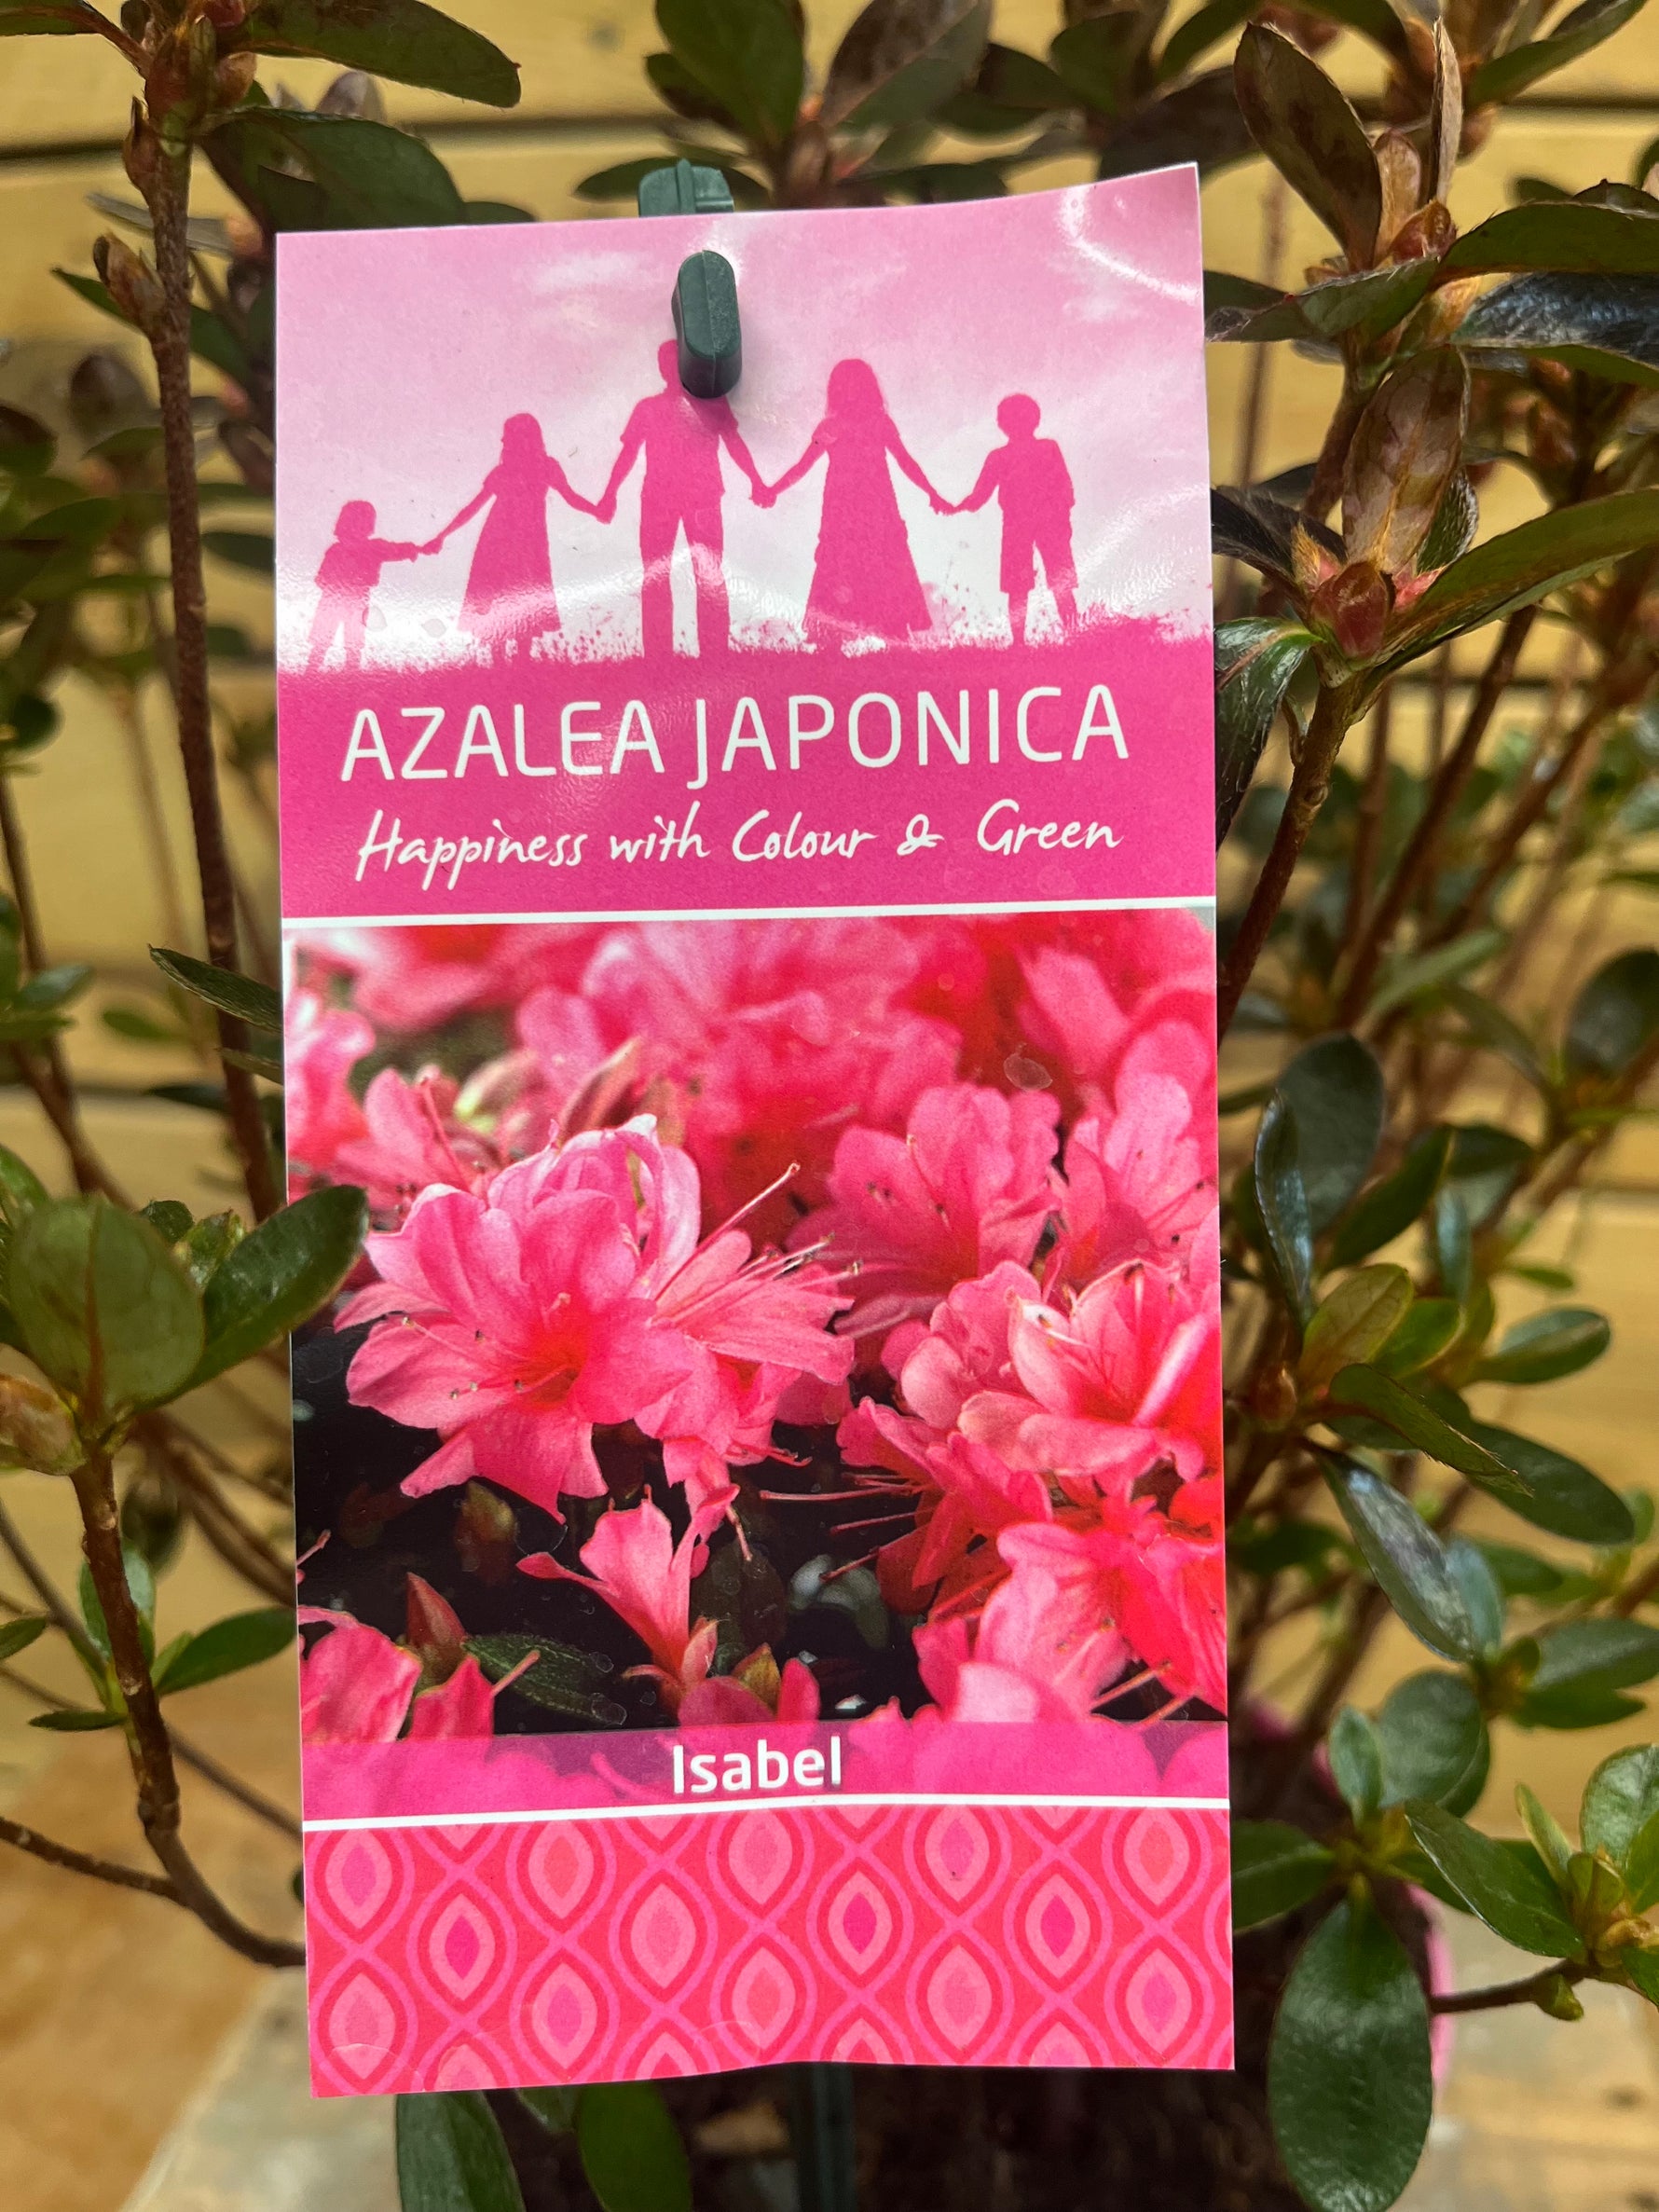 AZALEA JAPONICA
Happiness with Colour & Green
Isabel